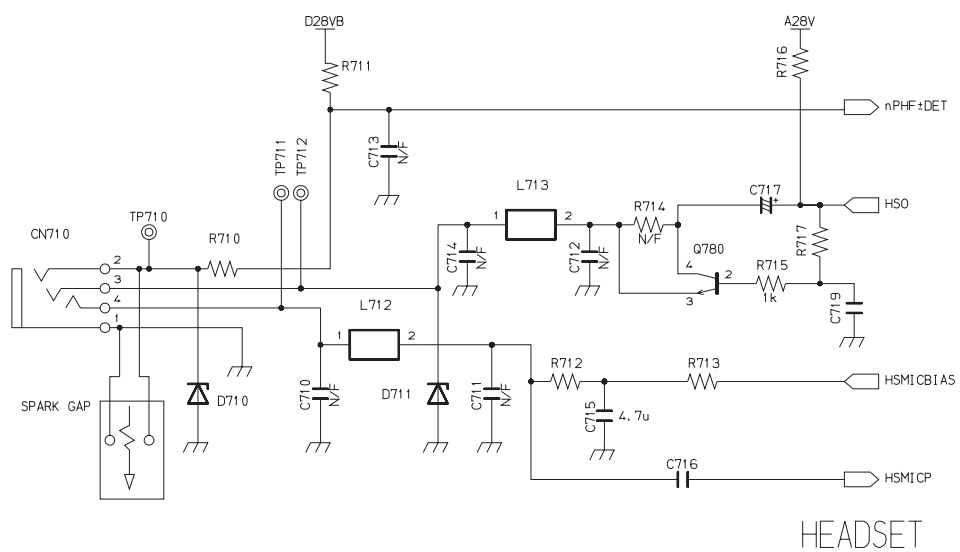 D28VB
A28V
R711
R716
nPHF±DET
C713
N/F
TP711
TP712
L713
C717
+
HSO
TP710
R714
N/F
R717
CN710
R710
1
2
C714
N/F
C712
N/F
Q780
2
3
4
1
4
2
3
R715
1k
C719
L712
1
2
D710
C710
N/F
D711
C711
N/F
R712
R713
HSMICBIAS
SPARK GAP
C715
4.7u
C716
HSMICP
HEADSET